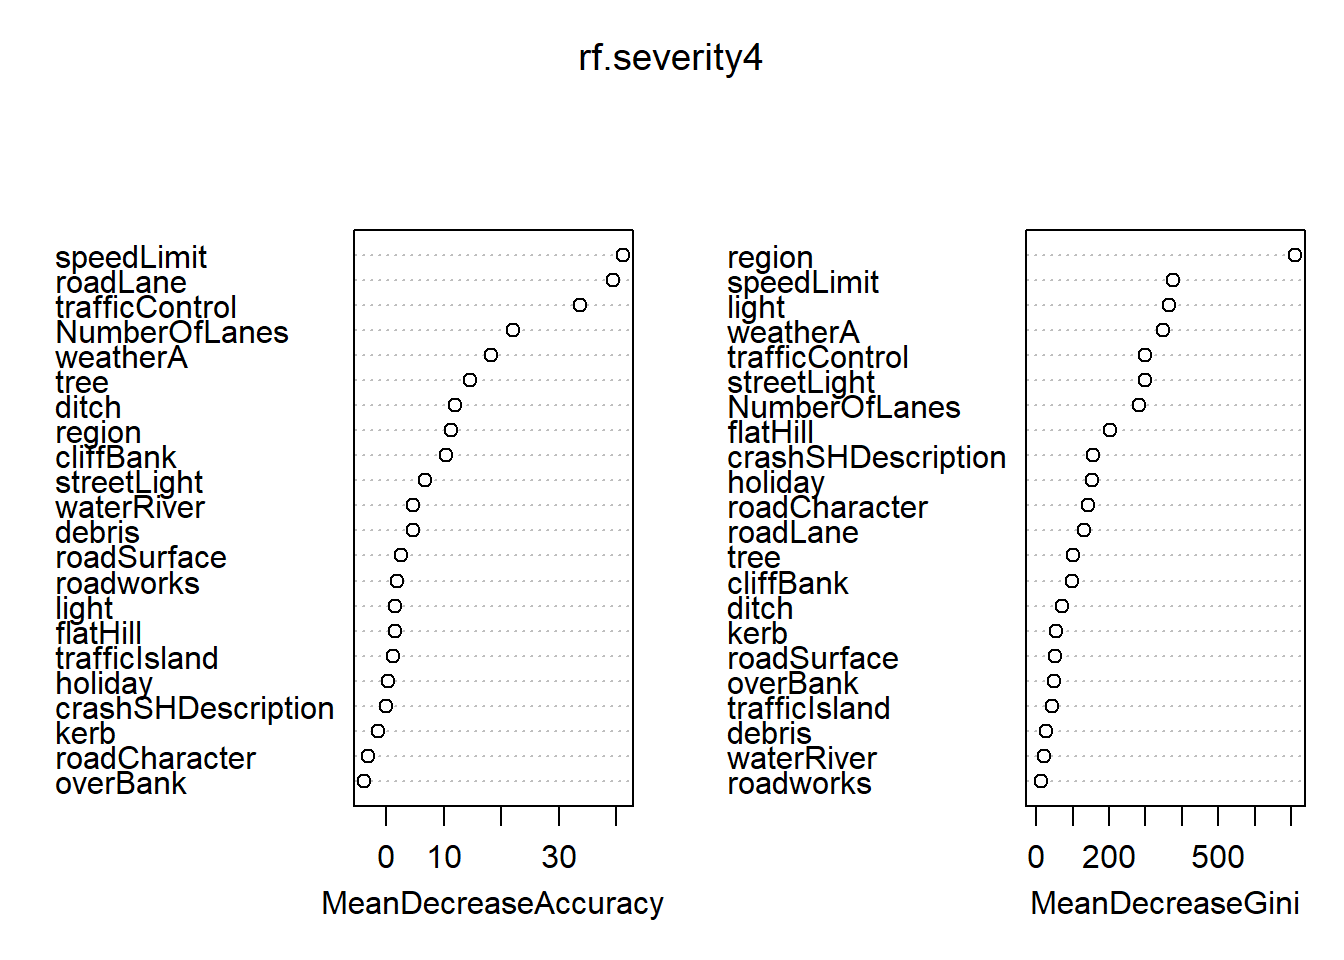 rf.severity4
speedLimit
roadLane
trafficControl
NumberOfLanes
weatherA
tree
ditch
region
cliffBank
streetLight
waterRiver
debris
roadSurface
roadworks
light
flatHill
trafficIsland
holiday
crashSHDescription
kerb
roadCharacter
overBank
0 10 30
MeanDecreaseAccuracy
region
speedLimit
light
weatherA
trafficControl
streetLight
NumberOfLanes
flatHill
crashSHDescription
holiday
roadCharacter
roadLane
tree
cliffBank
ditch
kerb
roadSurface
overBank
trafficIsland
debris
waterRiver
roadworks
0 200 500
MeanDecreaseGini